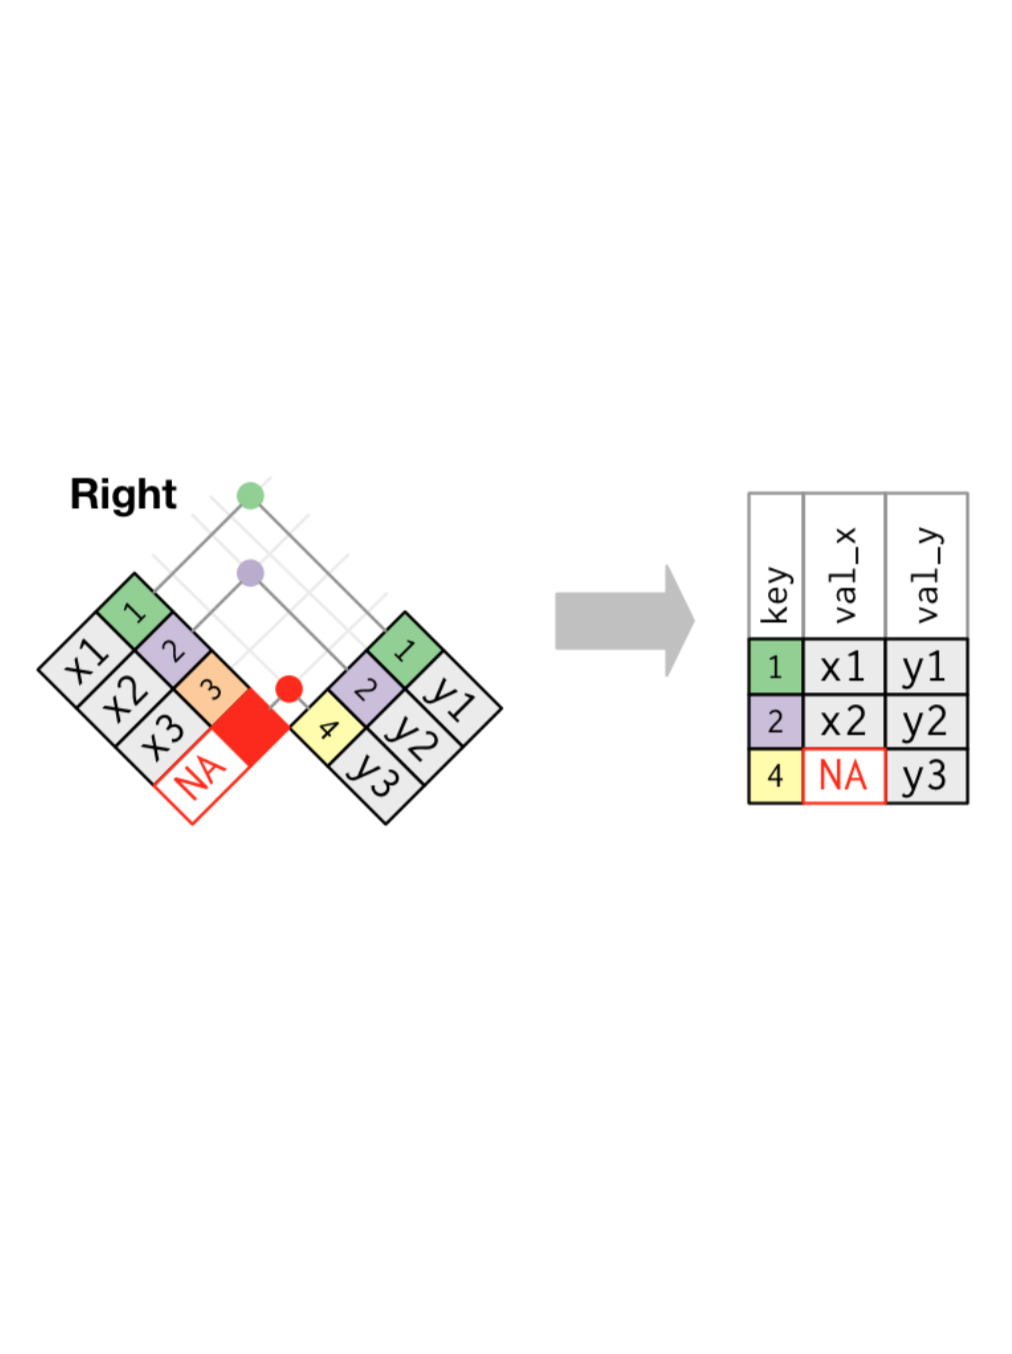 Right
1 x1
2 x2
3 x3
NA
1 y1
2 y2
4 y3
key val_x val_y
1 x1 y1
2 x2 y2
4 NA y3